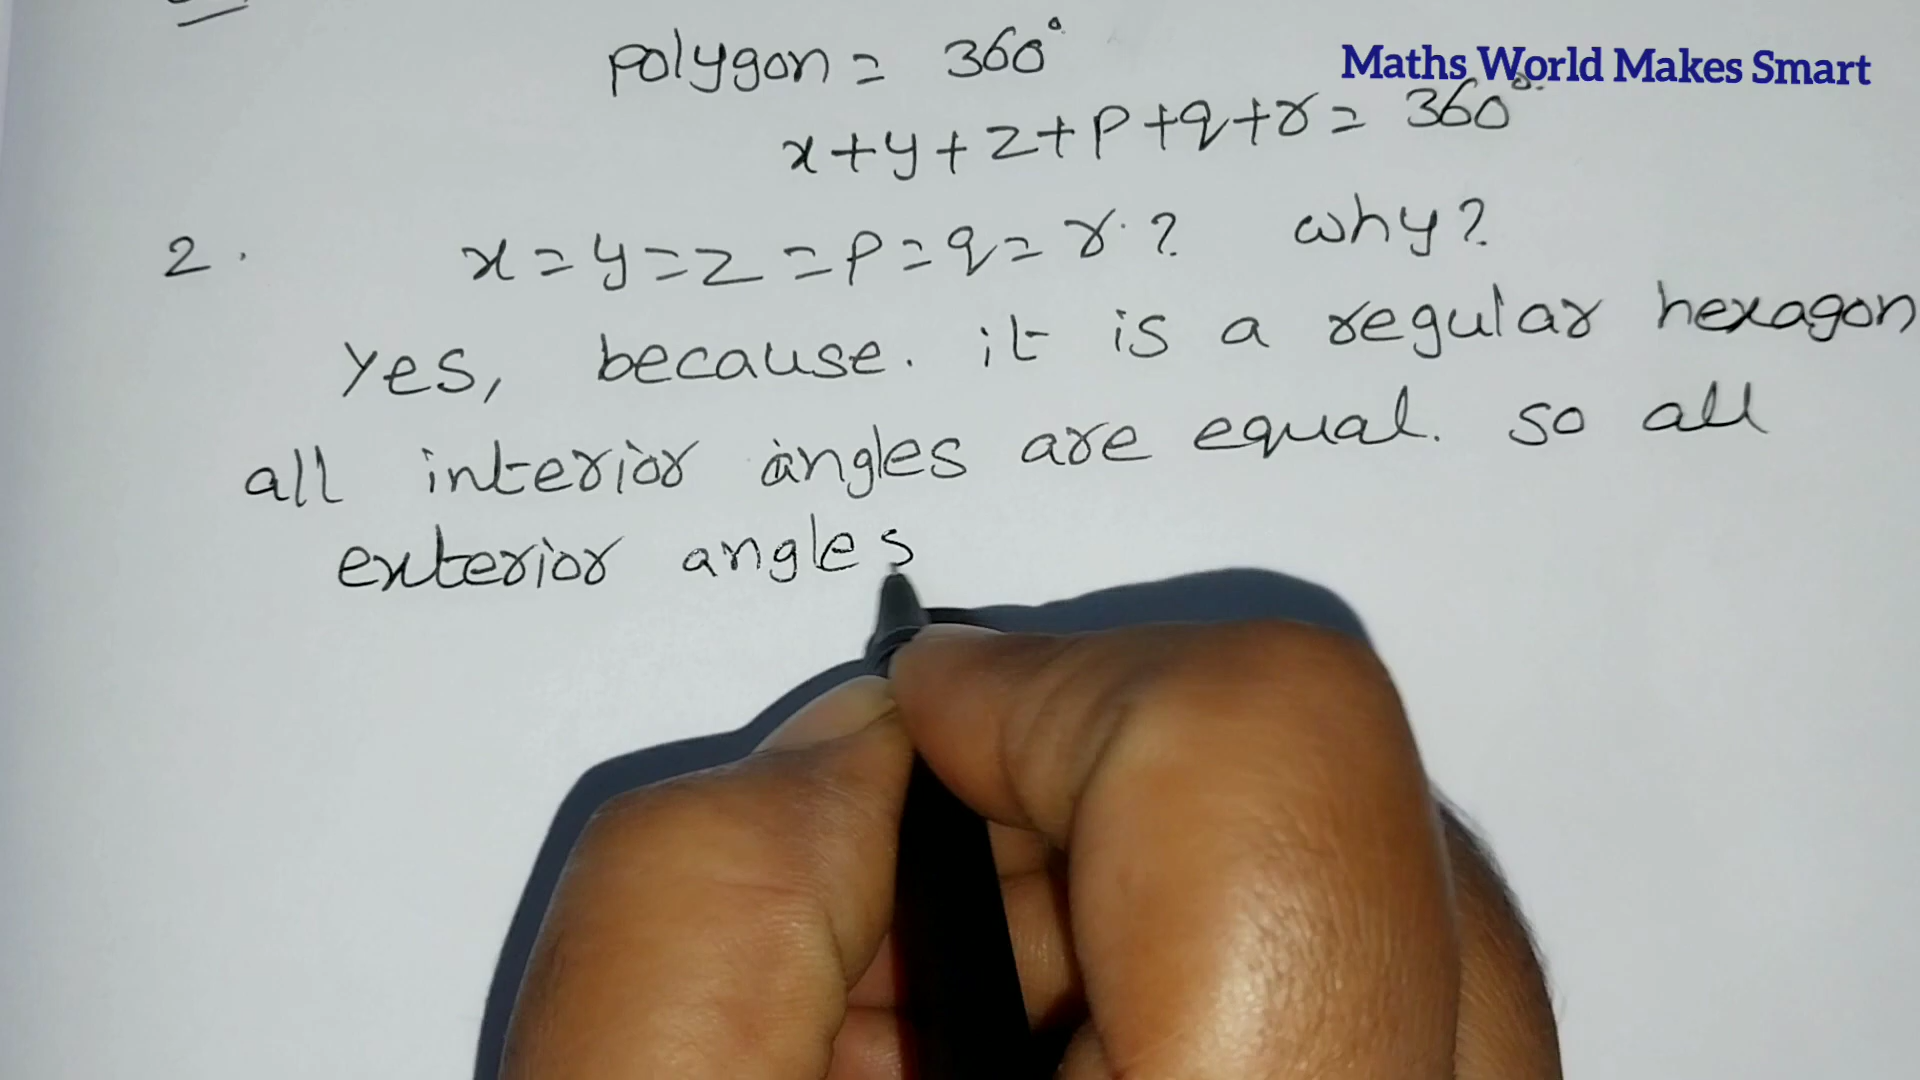 polygon = 360°
Maths World Makes Smart
x+y+z+p+q+r = 360°.
2. x=y=z=p=q=r.? why?
Yes, because. it is a regular hexagon
all interior angles are equal. so all
exterior angles